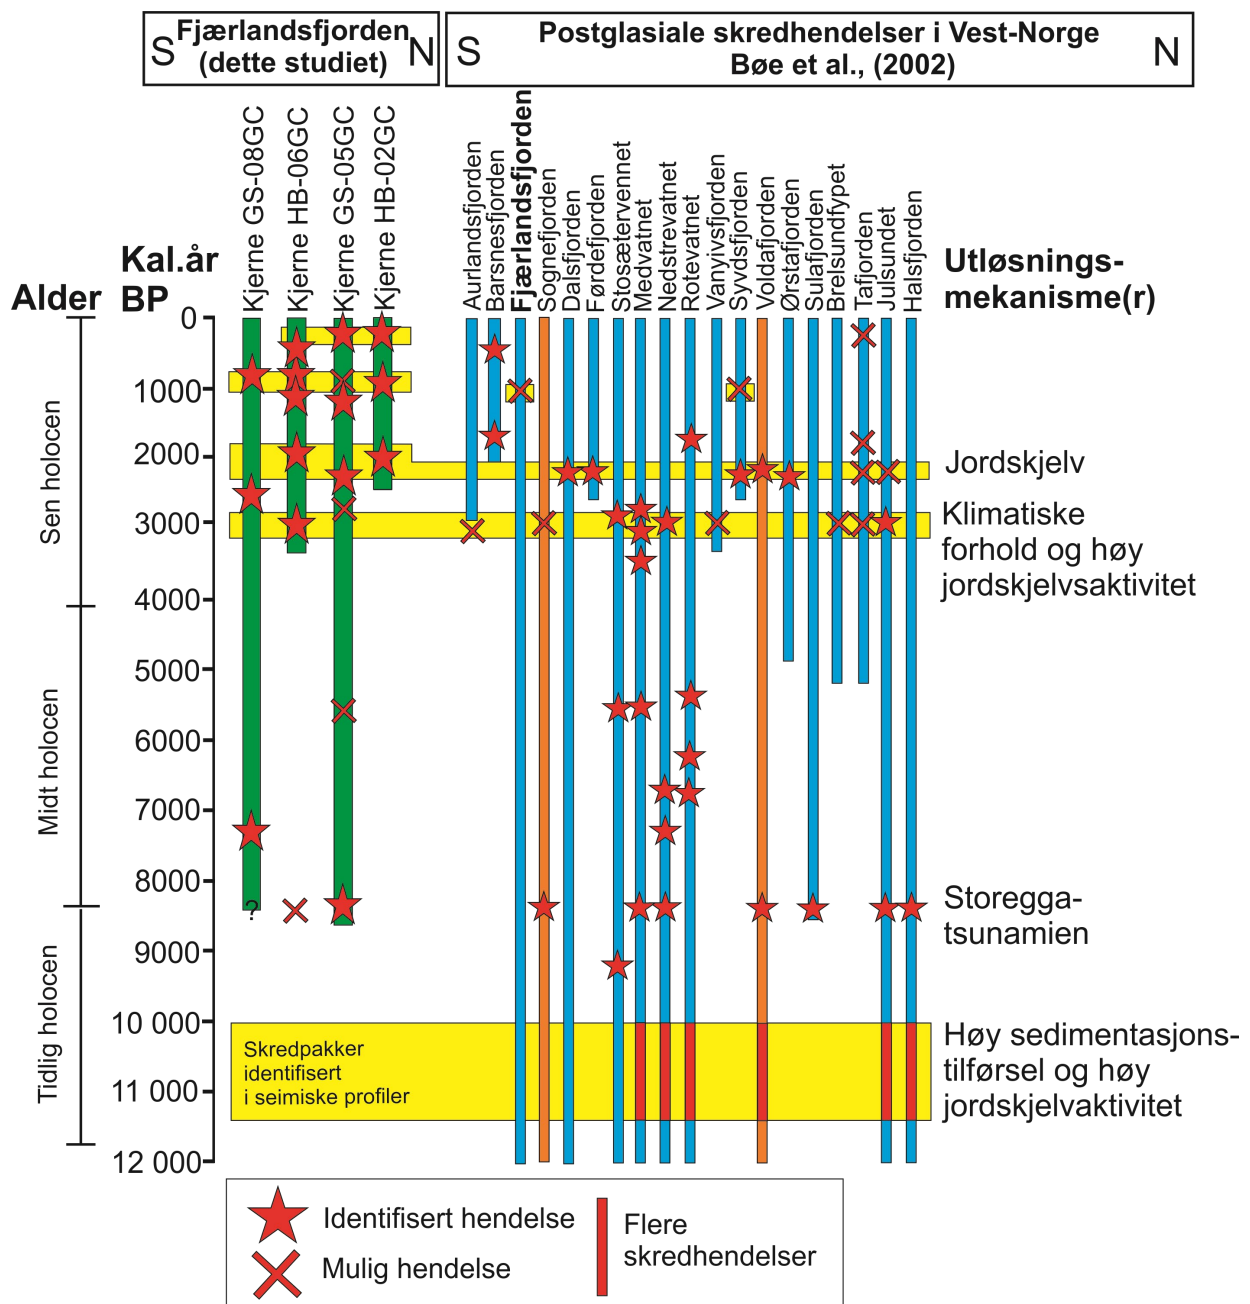 S Fjærlandsfjorden N
(dette studiet)
S Postglasiale skredhendelser i Vest-Norge N
Bøe et al., (2002)
Kjerne GS-08GC
Kjerne HB-06GC
Kjerne GS-05GC
Kjerne HB-02GC
Aurlandsfjorden
Barsnesfjorden
Fjærlandsfjorden
Sognefjorden
Dalsfjorden
Førdefjorden
Stosætervennet
Medvatnet
Nedstrevatnet
Rotevatnet
Vanyivsfjorden
Syvdsfjorden
Voldafjorden
Ørstafjorden
Sulafjorden
Brelsundfypet
Tafjorden
Julsundet
Halsfjorden
Alder
Kal.år
BP
Utløsnings-
mekanisme(r)
0
1000
2000
3000
4000
5000
6000
7000
8000
9000
10 000
11 000
12 000
Sen holocen
Midt holocen
Tidlig holocen
Jordskjelv
Klimatiske
forhold og høy
jordskjelvsaktivitet
?
Storegga-
tsunamien
Skredpakker
identifisert
i seimiske profiler
Høy sedimentasjons-
tilførsel og høy
jordskjelvaktivitet
Identifisert hendelse
Mulig hendelse
Flere
skredhendelser